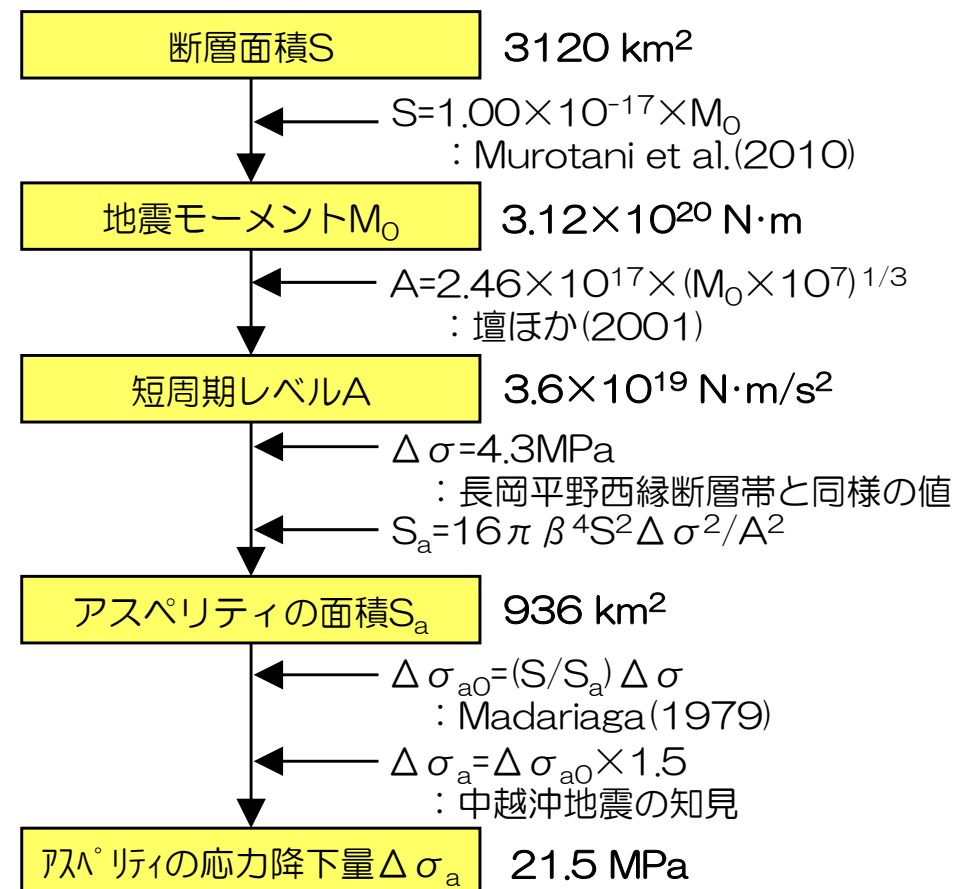 断層面積S 3120 km²
S=1.00×10⁻¹⁷×M₀
：Murotani et al.(2010)
地震モーメントM₀ 3.12×10²⁰ N·m
A=2.46×10¹⁷×(M₀×10⁷)¹/³
：壇ほか(2001)
短周期レベルA 3.6×10¹⁹ N·m/s²
Δσ=4.3MPa
：長岡平野西縁断層帯と同様の値
Sₐ=16πβ⁴S²Δσ²/A²
アスペリティの面積Sₐ 936 km²
Δσₐ₀=(S/Sₐ)Δσ
：Madariaga(1979)
Δσₐ=Δσₐ₀×1.5
：中越沖地震の知見
ｱｽﾍﾟﾘﾃｨの応力降下量Δσₐ 21.5 MPa